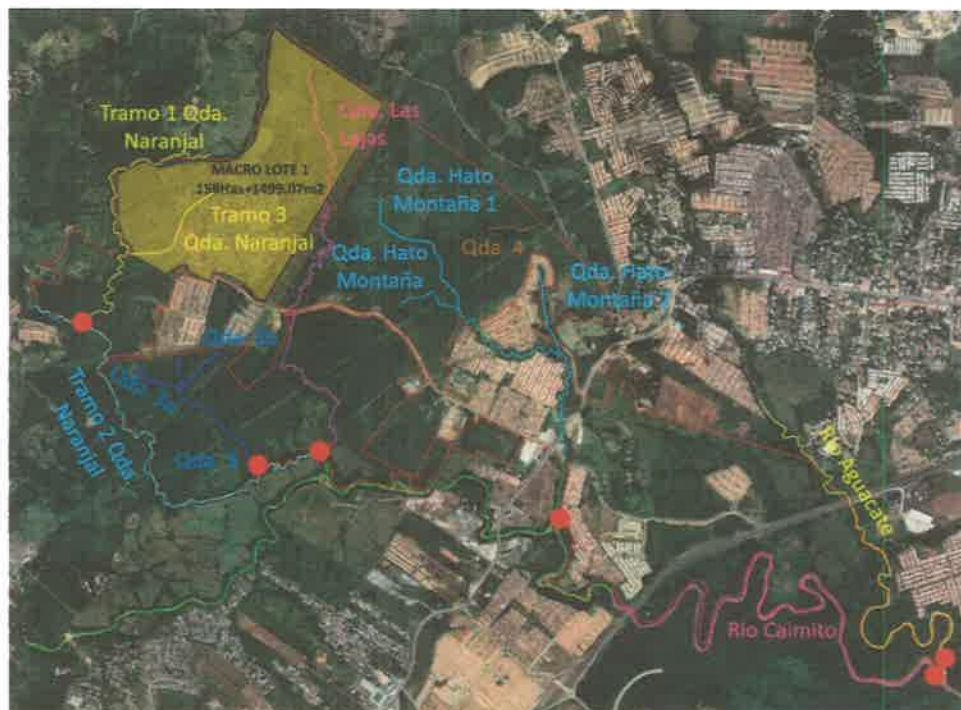 Tramo 1 Qda.
Naranjal
Qda. Las
Lajas
MACRO LOTE 1
Tramo 3
Qda. Naranjal
Qda. Hato
Montaña 1
Qda. Hato
Montaña
Qda. 4
Qda. Hato
Montaña 2
Tramo 2 Qda.
Naranjal
Qda. 3
Río Aguacate
Río Caimito